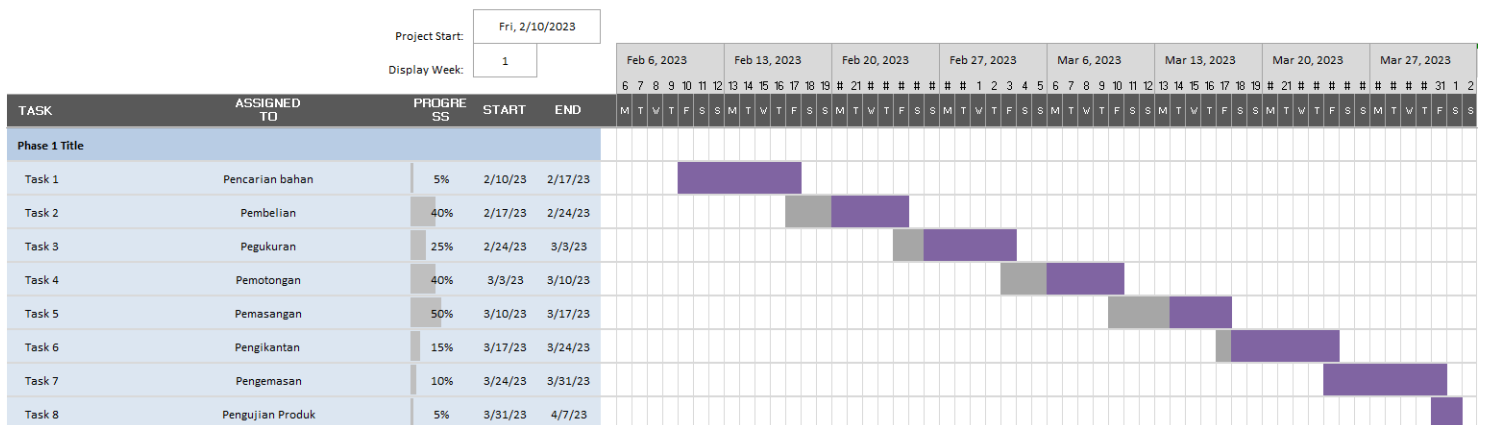 Project Start: Fri, 2/10/2023
Display Week: 1
Feb 6, 2023 Feb 13, 2023 Feb 20, 2023 Feb 27, 2023 Mar 6, 2023 Mar 13, 2023 Mar 20, 2023 Mar 27, 2023
6 7 8 9 10 11 12 13 14 15 16 17 18 19 # 21 # # # # # # # 1 2 3 4 5 6 7 8 9 10 11 12 13 14 15 16 17 18 19 # 21 # # # # # # # # # # 31 1 2
TASK ASSIGNED TO PROGRESS START END M T W T F S S M T W T F S S M T W T F S S M T W T F S S M T W T F S S M T W T F S S M T W T F S S M T W T F S S
Phase 1 Title
Task 1 Pencarian bahan 5% 2/10/23 2/17/23
Task 2 Pembelian 40% 2/17/23 2/24/23
Task 3 Pegukuran 25% 2/24/23 3/3/23
Task 4 Pemotongan 40% 3/3/23 3/10/23
Task 5 Pemasangan 50% 3/10/23 3/17/23
Task 6 Pengikantan 15% 3/17/23 3/24/23
Task 7 Pengemasan 10% 3/24/23 3/31/23
Task 8 Pengujian Produk 5% 3/31/23 4/7/23